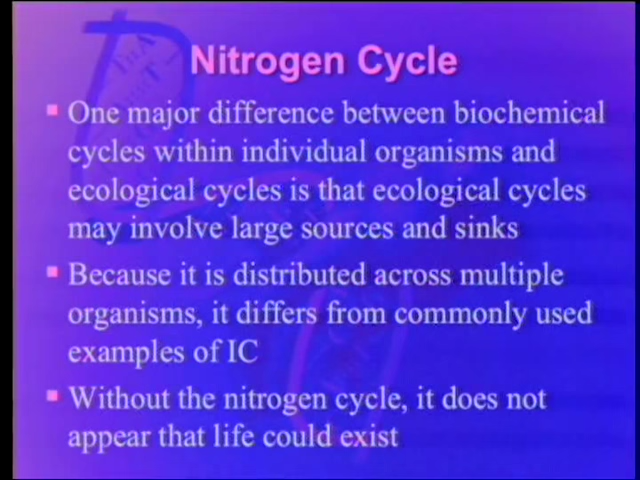 Nitrogen Cycle
▪ One major difference between biochemical
cycles within individual organisms and
ecological cycles is that ecological cycles
may involve large sources and sinks
▪ Because it is distributed across multiple
organisms, it differs from commonly used
examples of IC
▪ Without the nitrogen cycle, it does not
appear that life could exist